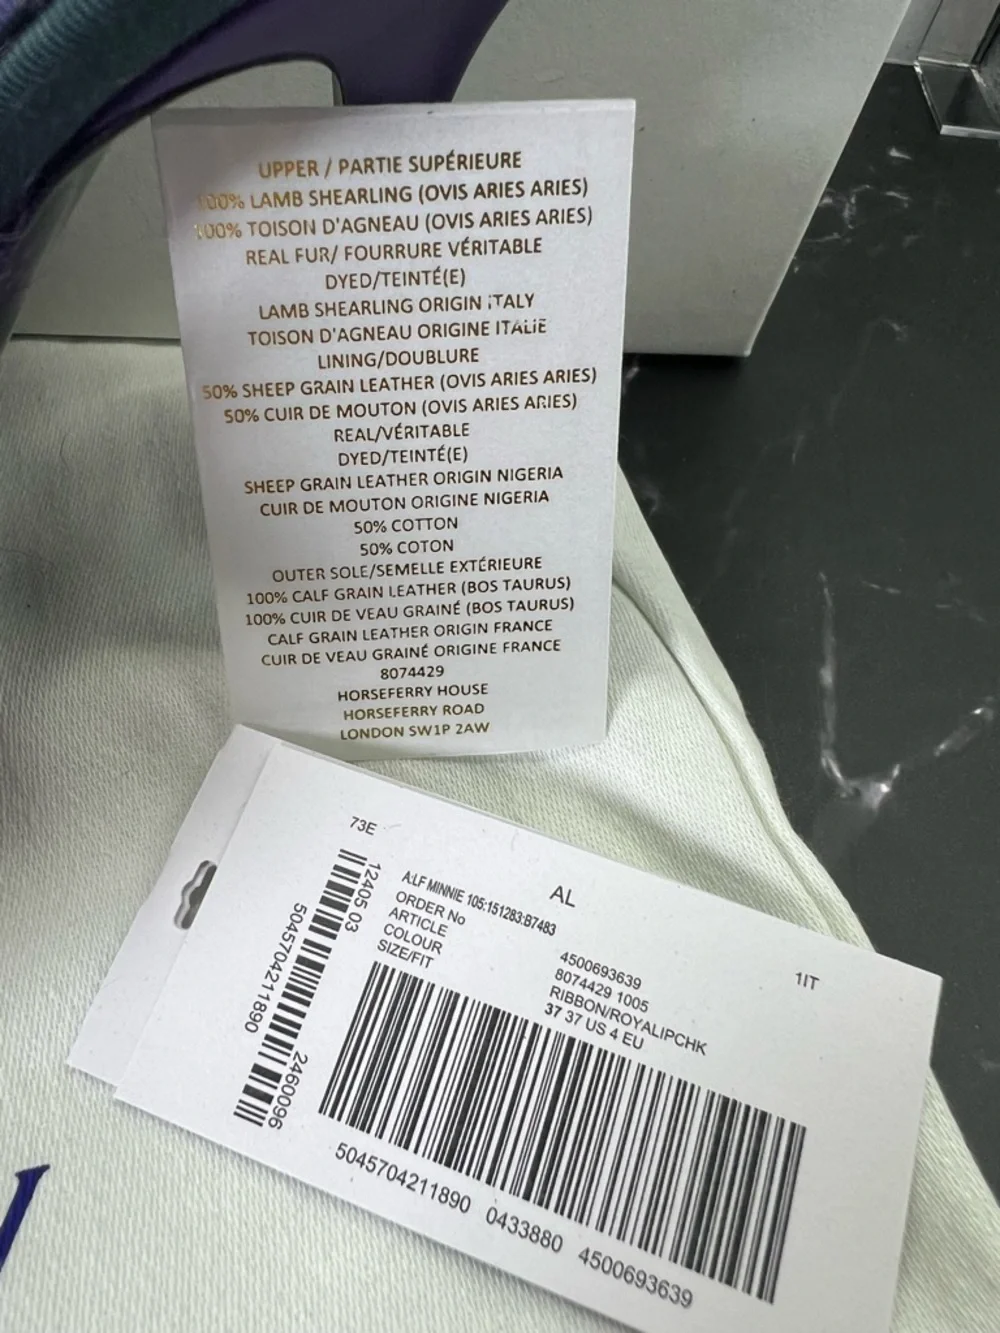 UPPER / PARTIE SUPÉRIEURE
100% LAMB SHEARLING (OVIS ARIES ARIES)
100% TOISON D'AGNEAU (OVIS ARIES ARIES)
REAL FUR/ FOURRURE VÉRITABLE
DYED/TEINTÉ(E)
LAMB SHEARLING ORIGIN ITALY
TOISON D'AGNEAU ORIGINE ITALIE
LINING/DOUBLURE
50% SHEEP GRAIN LEATHER (OVIS ARIES ARIES)
50% CUIR DE MOUTON (OVIS ARIES ARIES)
REAL/VÉRITABLE
DYED/TEINTÉ(E)
SHEEP GRAIN LEATHER ORIGIN NIGERIA
CUIR DE MOUTON ORIGINE NIGERIA
50% COTTON
50% COTON
OUTER SOLE/SEMELLE EXTÉRIEURE
100% CALF GRAIN LEATHER (BOS TAURUS)
100% CUIR DE VEAU GRAINÉ (BOS TAURUS)
CALF GRAIN LEATHER ORIGIN FRANCE
CUIR DE VEAU GRAINÉ ORIGINE FRANCE
8074429
HORSEFERRY HOUSE
HORSEFERRY ROAD
LONDON SW1P 2AW
73E
12405 03
5045704211890
2460096
AL
1IT
A:LF MINNIE 105:151283:B7483
ORDER No 4500693639
ARTICLE 8074429 1005
COLOUR RIBBON/ROYALIPCHK
SIZE/FIT 37 37 US 4 EU
5045704211890 0433880 4500693639